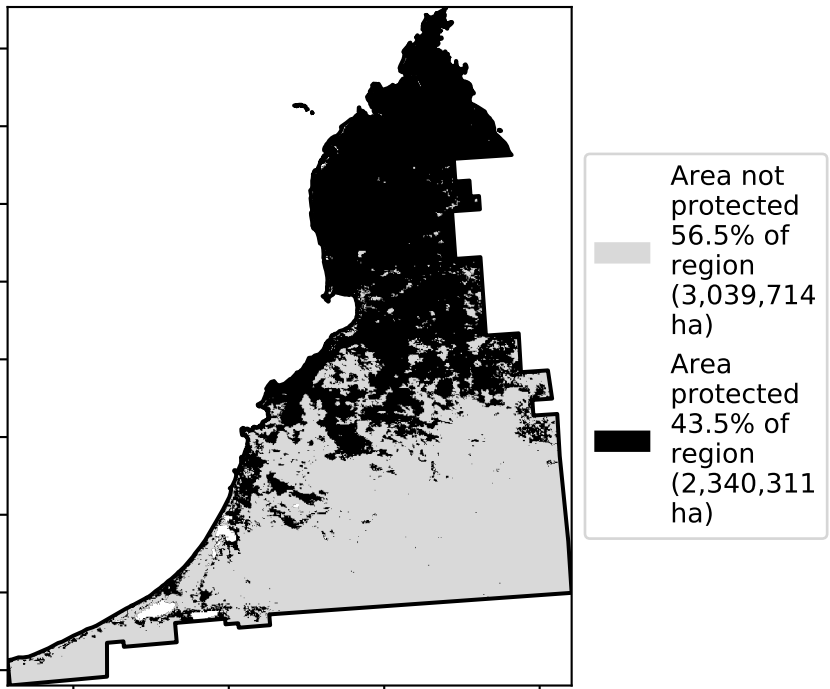 Area not
protected
56.5% of
region
(3,039,714
ha)
Area
protected
43.5% of
region
(2,340,311
ha)